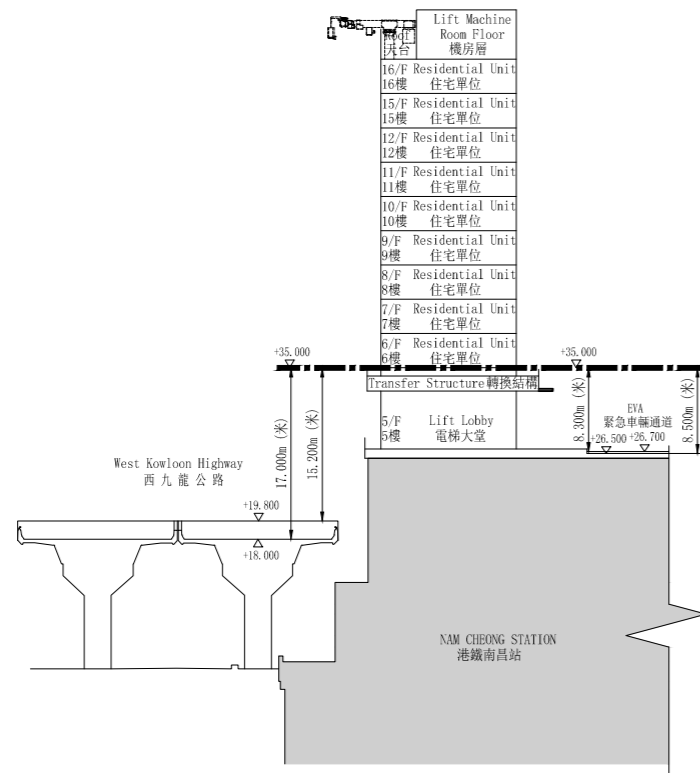 Lift Machine
Room Floor
機房層
Roof
天台
16/F Residential Unit
16樓 住宅單位
15/F Residential Unit
15樓 住宅單位
12/F Residential Unit
12樓 住宅單位
11/F Residential Unit
11樓 住宅單位
10/F Residential Unit
10樓 住宅單位
9/F Residential Unit
9樓 住宅單位
8/F Residential Unit
8樓 住宅單位
7/F Residential Unit
7樓 住宅單位
6/F Residential Unit
6樓 住宅單位
+35.000
+35.000
Transfer Structure 轉換結構
17.000m (米)
15.200m (米)
8.300m (米)
8.500m (米)
5/F Lift Lobby
5樓 電梯大堂
EVA
緊急車輛通道
+26.500
+26.700
West Kowloon Highway
西九龍公路
+19.800
+18.000
NAM CHEONG STATION
港鐵南昌站